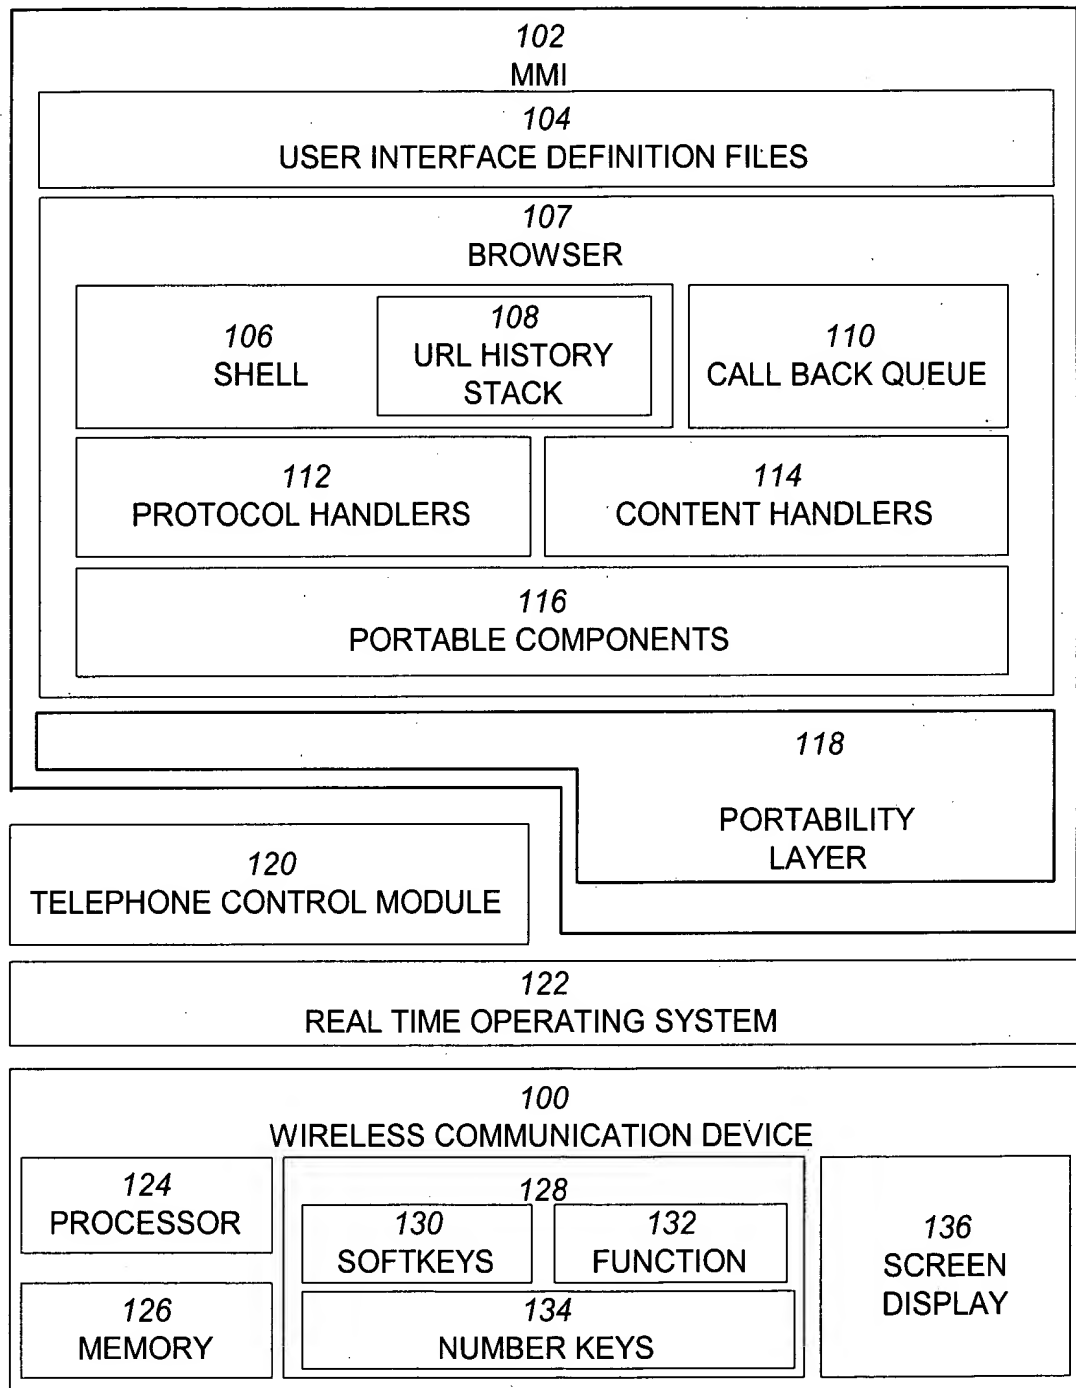 102
MMI
104
USER INTERFACE DEFINITION FILES
107
BROWSER
106
SHELL
108
URL HISTORY
STACK
110
CALL BACK QUEUE
112
PROTOCOL HANDLERS
114
CONTENT HANDLERS
116
PORTABLE COMPONENTS
118
PORTABILITY
LAYER
120
TELEPHONE CONTROL MODULE
122
REAL TIME OPERATING SYSTEM
100
WIRELESS COMMUNICATION DEVICE
124
PROCESSOR
126
MEMORY
128
130
SOFTKEYS
132
FUNCTION
134
NUMBER KEYS
136
SCREEN
DISPLAY